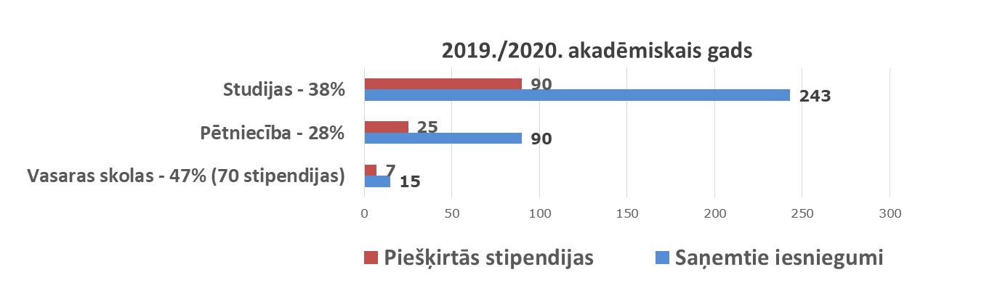 2019./2020. akadēmiskais gads
Studijas - 38%
90
243
Pētniecība - 28%
25
90
Vasaras skolas - 47% (70 stipendijas)
7
15
0 50 100 150 200 250 300
Piešķirtās stipendijas Saņemtie iesniegumi